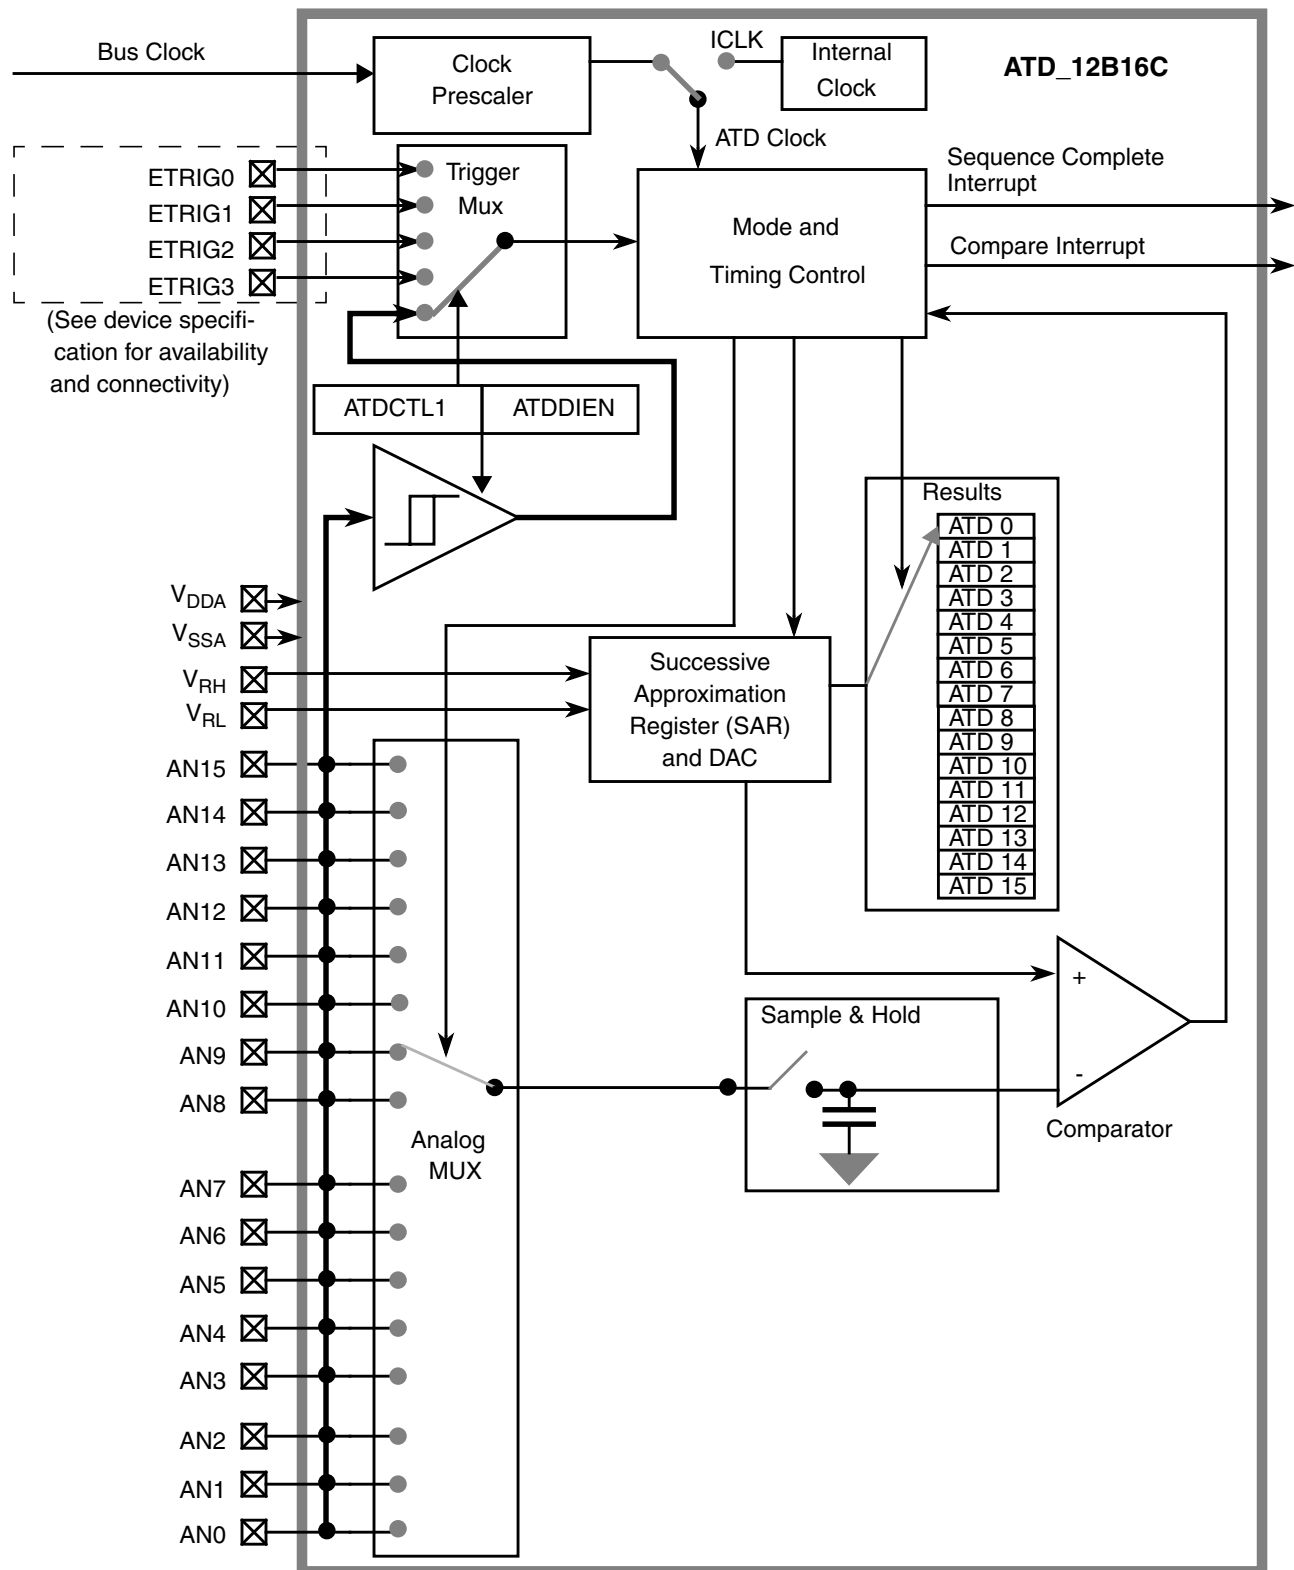 Bus Clock
Clock
Prescaler
ICLK
Internal
Clock
ATD_12B16C
ATD Clock
ETRIG0
ETRIG1
ETRIG2
ETRIG3
(See device specifi-
cation for availability
and connectivity)
Trigger
Mux
Mode and
Timing Control
Sequence Complete
Interrupt
Compare Interrupt
ATDCTL1
ATDDIEN
Results
ATD 0
ATD 1
ATD 2
ATD 3
ATD 4
ATD 5
ATD 6
ATD 7
ATD 8
ATD 9
ATD 10
ATD 11
ATD 12
ATD 13
ATD 14
ATD 15
VDDA
VSSA
VRH
VRL
Successive
Approximation
Register (SAR)
and DAC
AN15
AN14
AN13
AN12
AN11
AN10
AN9
AN8
AN7
AN6
AN5
AN4
AN3
AN2
AN1
AN0
Analog
MUX
Sample & Hold
+
-
Comparator